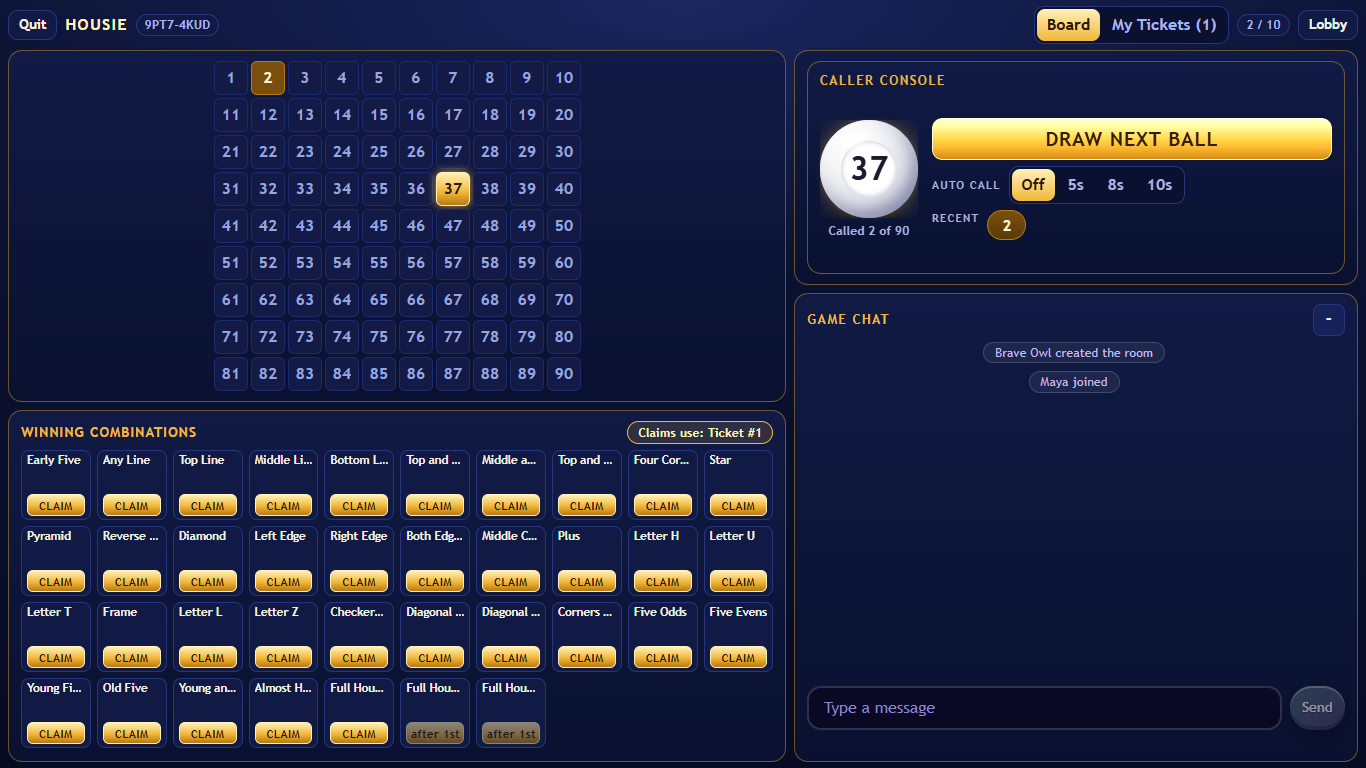 Quit HOUSIE 9PT7-4KUD Board My Tickets (1) 2 / 10 Lobby
1 2 3 4 5 6 7 8 9 10
11 12 13 14 15 16 17 18 19 20
21 22 23 24 25 26 27 28 29 30
31 32 33 34 35 36 37 38 39 40
41 42 43 44 45 46 47 48 49 50
51 52 53 54 55 56 57 58 59 60
61 62 63 64 65 66 67 68 69 70
71 72 73 74 75 76 77 78 79 80
81 82 83 84 85 86 87 88 89 90
WINNING COMBINATIONS Claims use: Ticket #1
Early Five Any Line Top Line Middle Li... Bottom L... Top and ... Middle a... Top and ... Four Cor... Star
CLAIM CLAIM CLAIM CLAIM CLAIM CLAIM CLAIM CLAIM CLAIM CLAIM
Pyramid Reverse ... Diamond Left Edge Right Edge Both Edg... Middle C... Plus Letter H Letter U
CLAIM CLAIM CLAIM CLAIM CLAIM CLAIM CLAIM CLAIM CLAIM CLAIM
Letter T Frame Letter L Letter Z Checker... Diagonal ... Diagonal ... Corners ... Five Odds Five Evens
CLAIM CLAIM CLAIM CLAIM CLAIM CLAIM CLAIM CLAIM CLAIM CLAIM
Young Fi... Old Five Young an... Almost H... Full Hou... Full Hou... Full Hou...
CLAIM CLAIM CLAIM CLAIM CLAIM after 1st after 1st
CALLER CONSOLE
37
Called 2 of 90
DRAW NEXT BALL
AUTO CALL Off 5s 8s 10s
RECENT 2
GAME CHAT -
Brave Owl created the room
Maya joined
Type a message Send